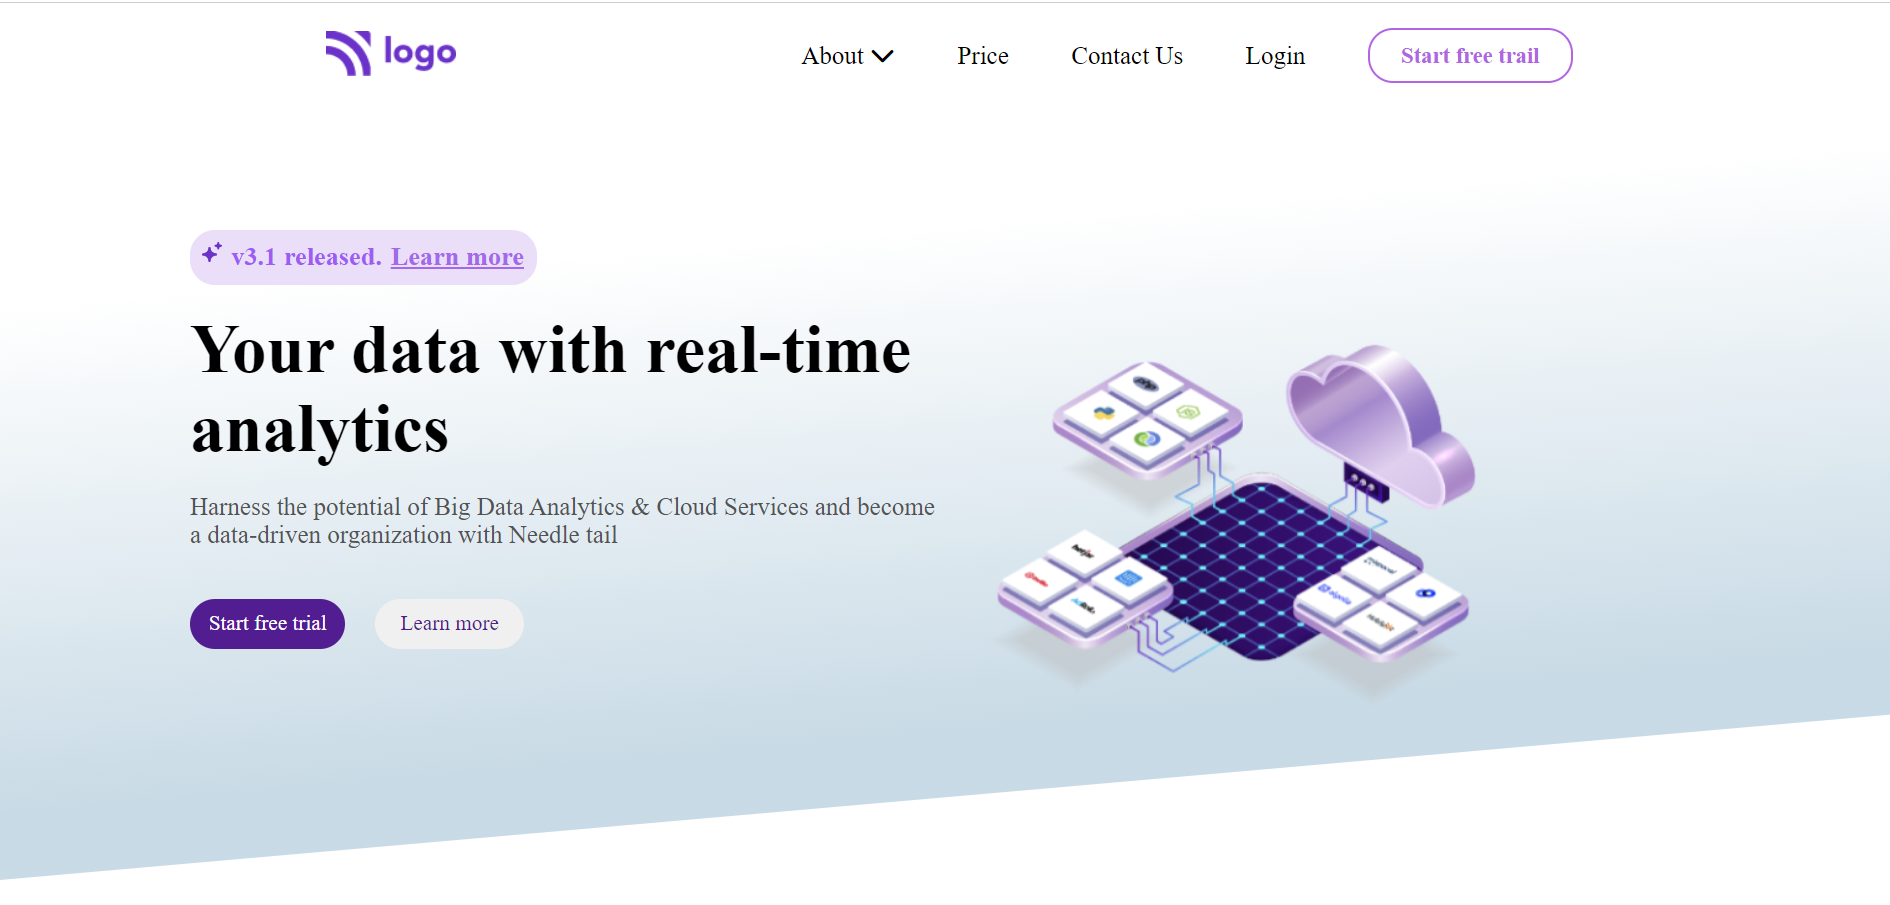 logo
About
Price
Contact Us
Login
Start free trail
v3.1 released. Learn more
Your data with real-time
analytics
Harness the potential of Big Data Analytics & Cloud Services and become
a data-driven organization with Needle tail
Start free trial
Learn more
php